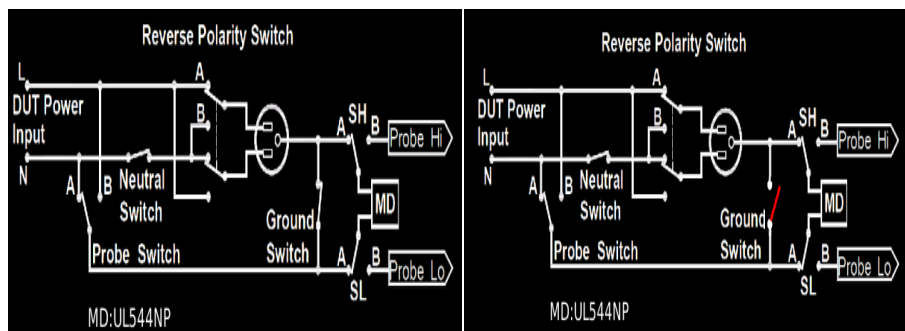 Reverse Polarity Switch
L
A
DUT Power
Input
B
N
A
B
Neutral
Switch
Probe Switch
Ground
Switch
A
SH
B
Probe Hi
MD
A
SL
B
Probe Lo
MD:UL544NP
Reverse Polarity Switch
L
A
DUT Power
Input
B
N
A
B
Neutral
Switch
Probe Switch
Ground
Switch
A
SH
B
Probe Hi
MD
A
SL
B
Probe Lo
MD:UL544NP